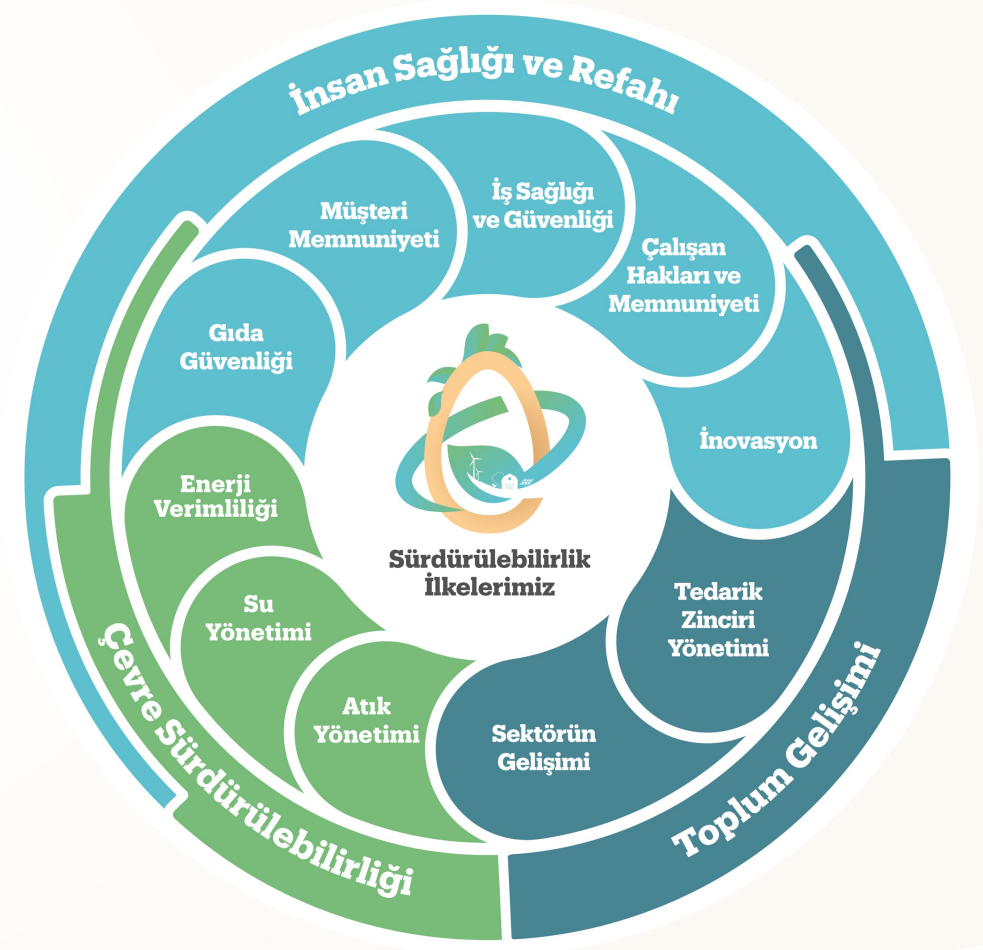 İnsan Sağlığı ve Refahı
İş Sağlığı
ve Güvenliği
Müşteri
Memnuniyeti
Çalışan
Hakları ve
Memnuniyeti
Gıda
Güvenliği
İnovasyon
Enerji
Verimliliği
Sürdürülebilirlik
İlkelerimiz
Su
Yönetimi
Tedarik
Zinciri
Yönetimi
Atık
Yönetimi
Sektörün
Gelişimi
Çevre Sürdürülebilirliği
Toplum Gelişimi